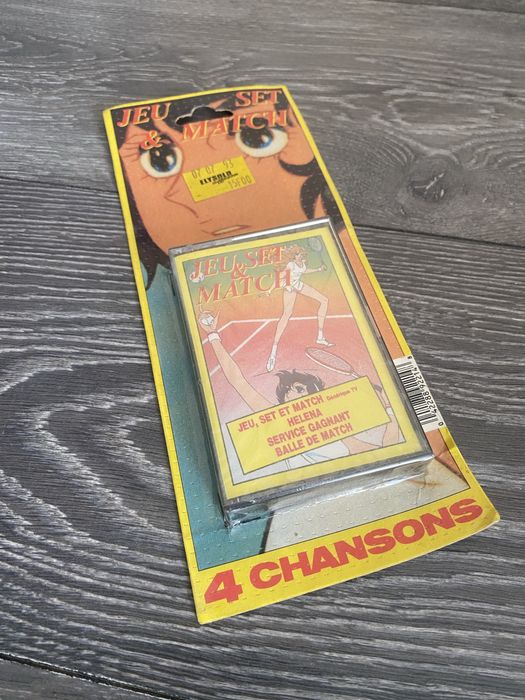 JEU SET
& MATCH
07 07 93
15F00
JEU, SET
&
MATCH
JEU, SET ET MATCH Générique TV
HELENA
SERVICE GAGNANT
BALLE DE MATCH
4 CHANSONS